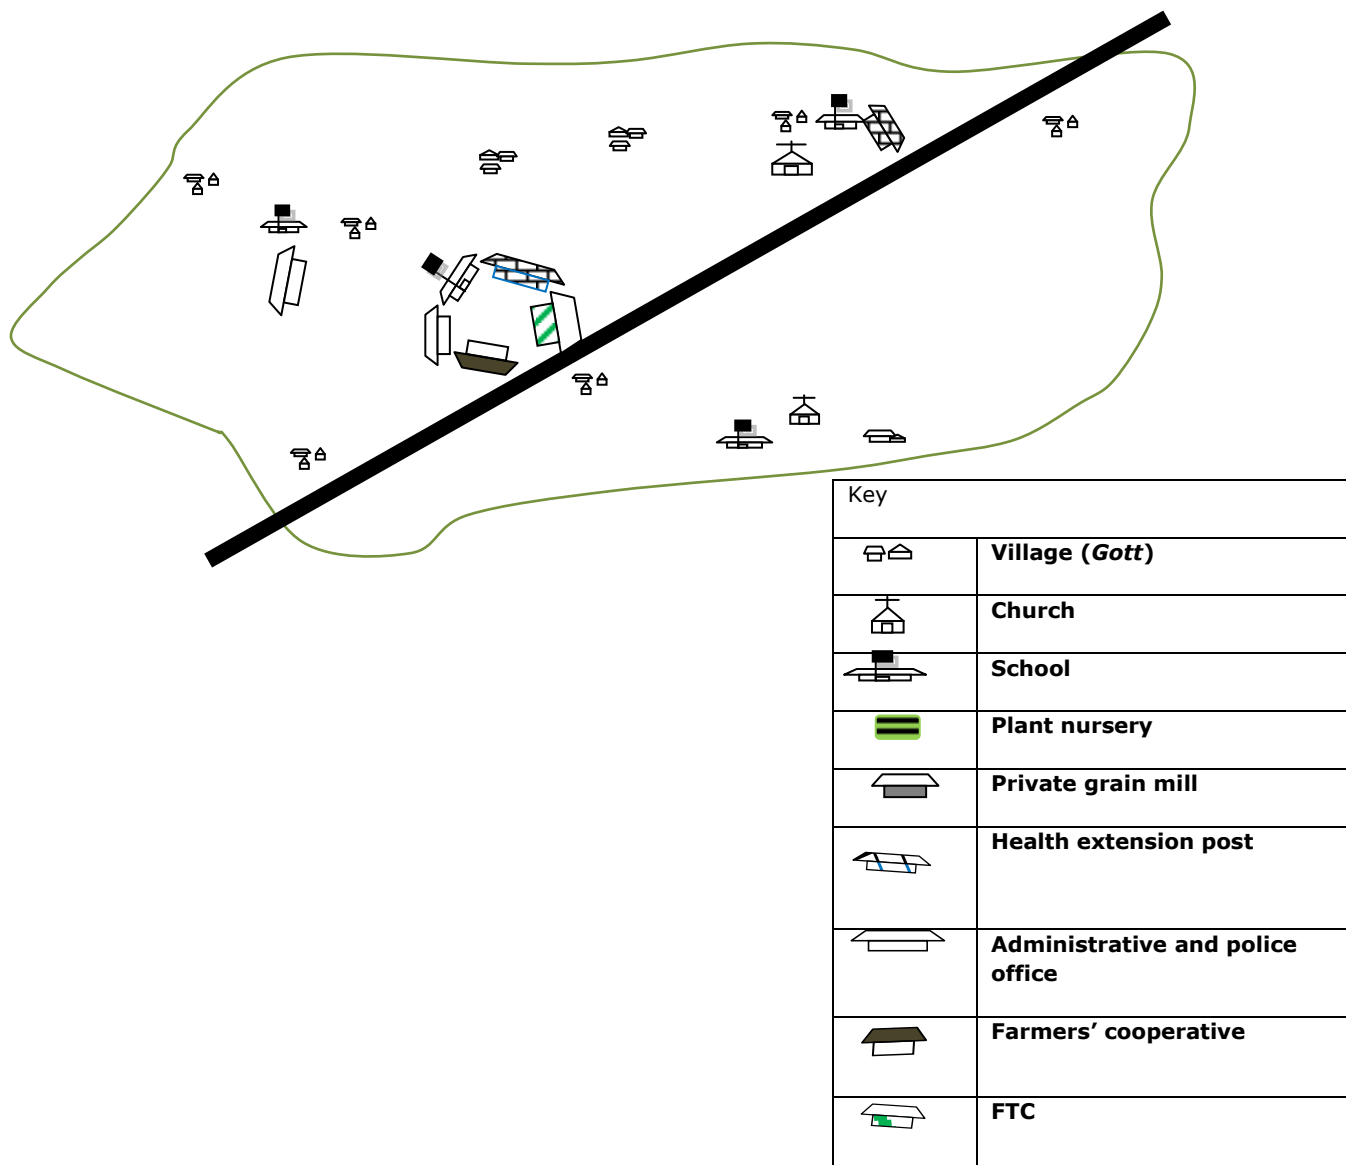 Key
Village (Gott)
Church
School
Plant nursery
Private grain mill
Health extension post
Administrative and police
office
Farmers’ cooperative
FTC